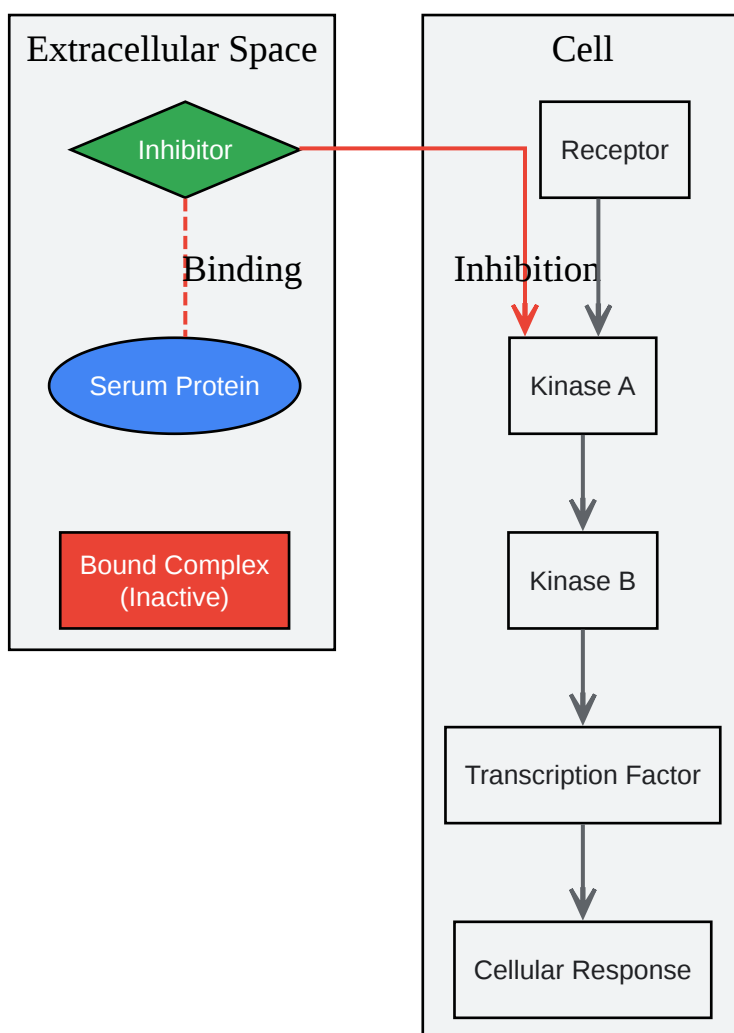 Extracellular Space
Inhibitor
Binding
Serum Protein
Bound Complex
(Inactive)
Cell
Receptor
Inhibition
Kinase A
Kinase B
Transcription Factor
Cellular Response